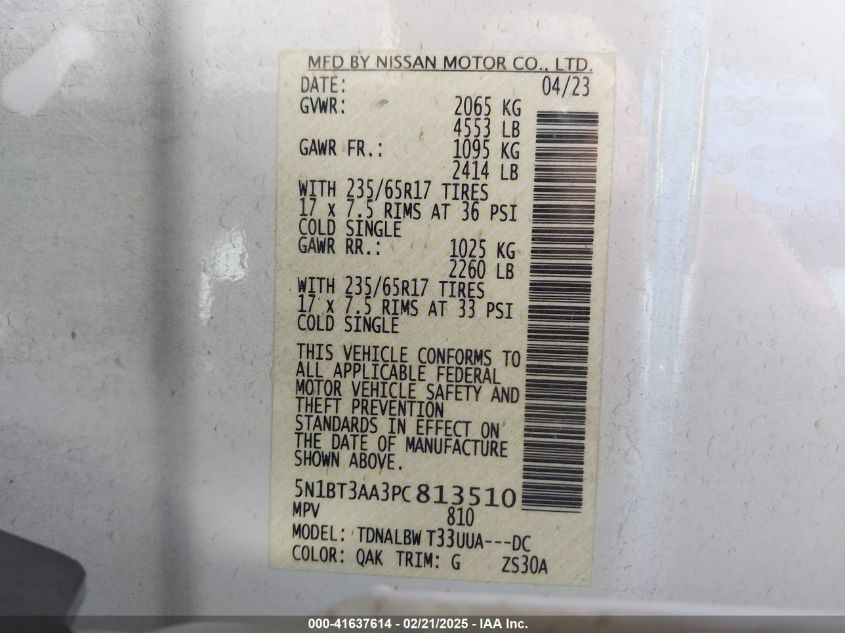 MFD BY NISSAN MOTOR CO., LTD.
DATE: 04/23
GVWR: 2065 KG
4553 LB
GAWR FR.: 1095 KG
2414 LB
WITH 235/65R17 TIRES
17 x 7.5 RIMS AT 36 PSI
COLD SINGLE
GAWR RR.: 1025 KG
2260 LB
WITH 235/65R17 TIRES
17 x 7.5 RIMS AT 33 PSI
COLD SINGLE
THIS VEHICLE CONFORMS TO
ALL APPLICABLE FEDERAL
MOTOR VEHICLE SAFETY AND
THEFT PREVENTION
STANDARDS IN EFFECT ON
THE DATE OF MANUFACTURE
SHOWN ABOVE.
5N1BT3AA3PC813510
MPV 810
MODEL: TDNALBW T33UUA---DC
COLOR: QAK TRIM: G ZS30A
000-41637614 - 02/21/2025 - IAA Inc.